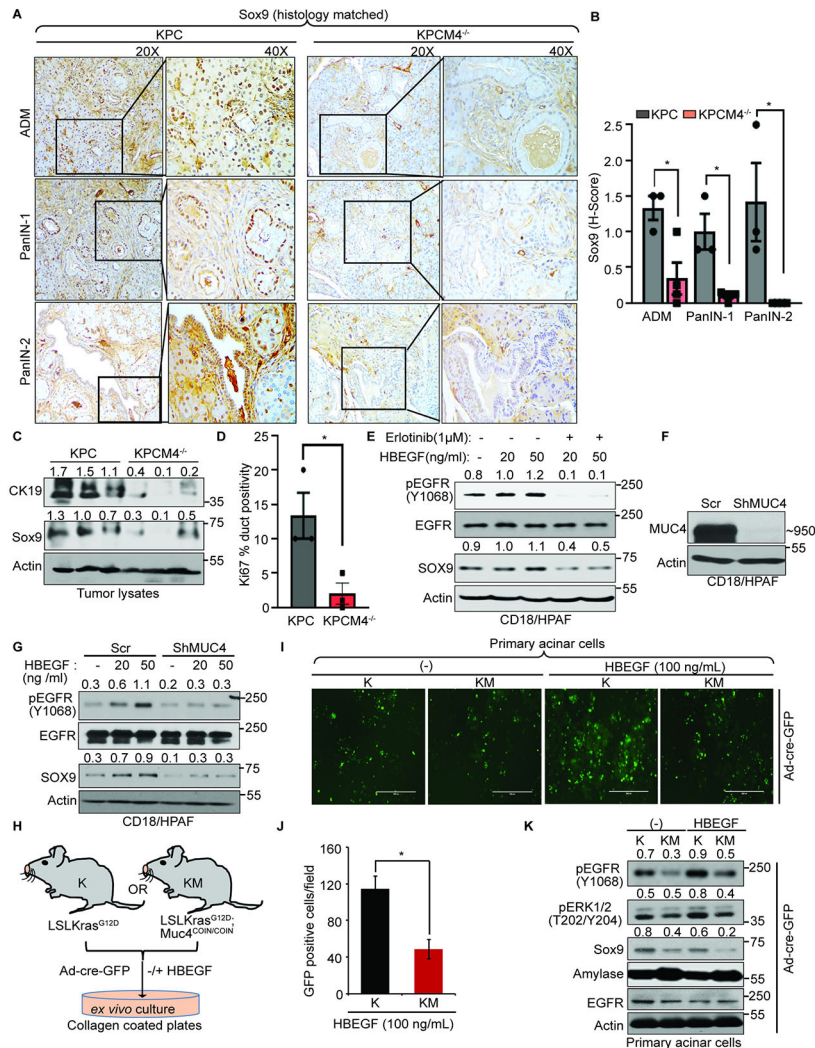 A
Sox9 (histology matched)
KPC
KPCM4-/-
20X
40X
20X
40X
ADM
PanIN-1
PanIN-2
B
KPC
KPCM4-/-
*
*
*
Sox9 (H-Score)
2.5
2.0
1.5
1.0
0.5
0
ADM
PanIN-1
PanIN-2
C
KPC
KPCM4-/-
1.7 1.5 1.1 0.4 0.1 0.2
CK19
35
1.3 1.0 0.7 0.3 0.1 0.5
75
Sox9
Actin
55
Tumor lysates
D
Ki67 % duct positivity
25
20
15
10
5
0
*
KPC
KPCM4-/-
E
Erlotinib(1µM): - - - + +
HBEGF(ng/ml): - 20 50 20 50
0.8 1.0 1.2 0.1 0.1
pEGFR
(Y1068)
250
EGFR
250
0.9 1.0 1.1 0.4 0.5
75
SOX9
Actin
55
CD18/HPAF
F
Scr ShMUC4
MUC4
~950
55
Actin
CD18/HPAF
G
Scr
ShMUC4
HBEGF : - 20 50 - 20 50
(ng /ml)
0.3 0.6 1.1 0.2 0.3 0.3
pEGFR
(Y1068)
250
EGFR
250
0.3 0.7 0.9 0.1 0.3 0.3
75
SOX9
Actin
55
CD18/HPAF
H
K
OR
KM
LSLKrasG12D
LSLKrasG12D;
Muc4COIN/COIN
Ad-cre-GFP
-/+ HBEGF
ex vivo culture
Collagen coated plates
I
Primary acinar cells
(-)
HBEGF (100 ng/mL)
K
KM
K
KM
Ad-cre-GFP
J
GFP positive cells/field
160
120
80
40
0
*
K
KM
HBEGF (100 ng/mL)
K
(-)
HBEGF
K KM K KM
0.7 0.3 0.9 0.5
pEGFR
(Y1068)
250
0.5 0.5 0.8 0.4
pERK1/2
(T202/Y204)
35
0.8 0.4 0.6 0.2
Sox9
75
Amylase
55
EGFR
250
Actin
55
Primary acinar cells
Ad-cre-GFP